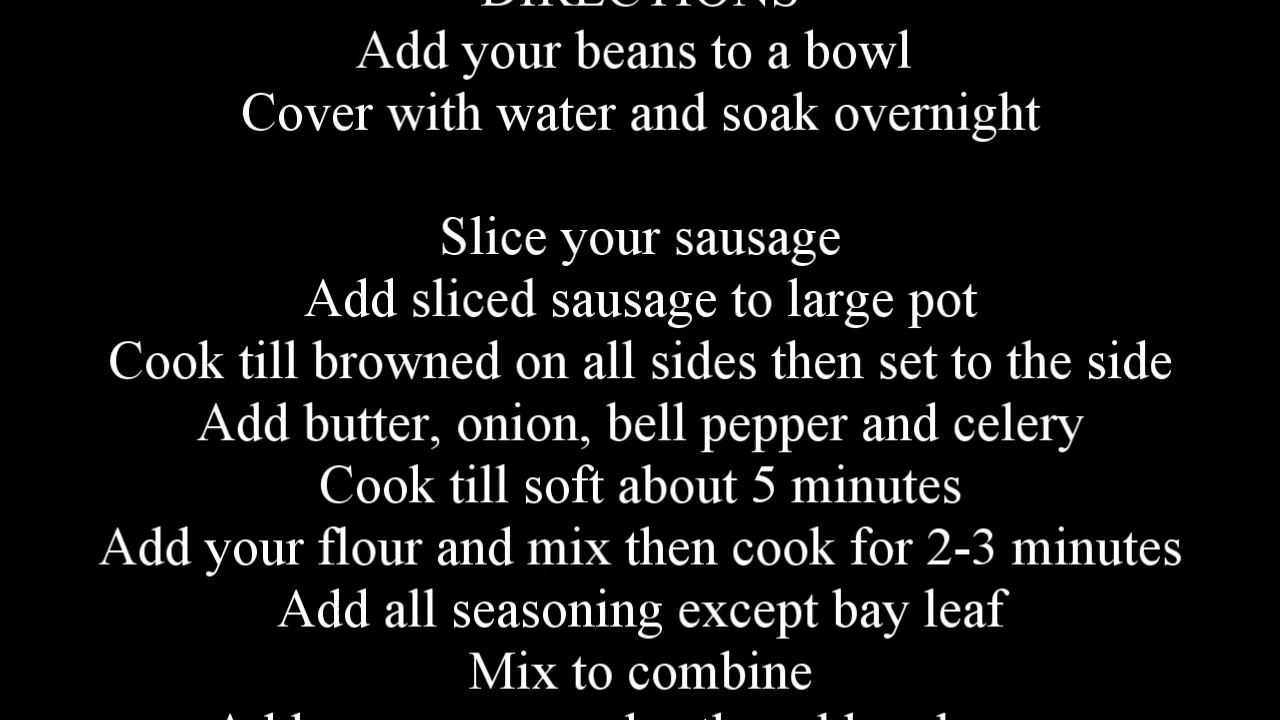 DIRECTIONS
Add your beans to a bowl
Cover with water and soak overnight
Slice your sausage
Add sliced sausage to large pot
Cook till browned on all sides then set to the side
Add butter, onion, bell pepper and celery
Cook till soft about 5 minutes
Add your flour and mix then cook for 2-3 minutes
Add all seasoning except bay leaf
Mix to combine
Add